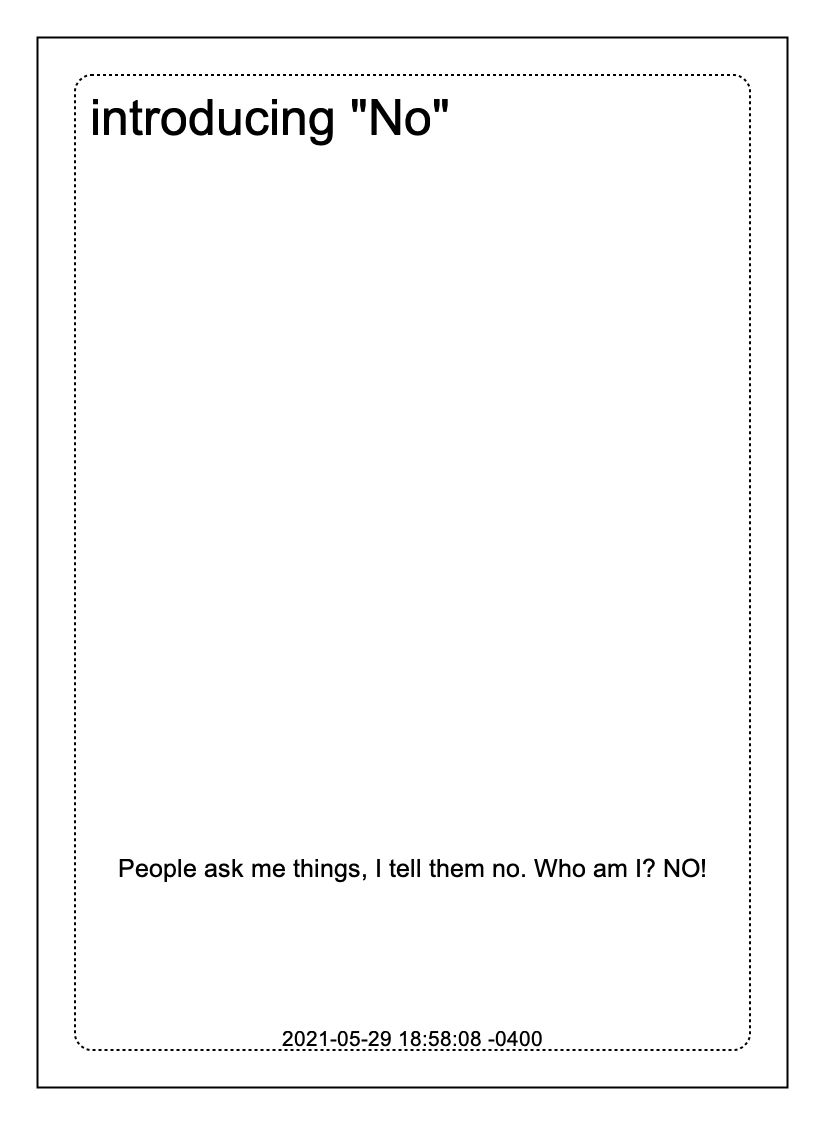 introducing "No"
People ask me things, I tell them no. Who am I? NO!
2021-05-29 18:58:08 -0400